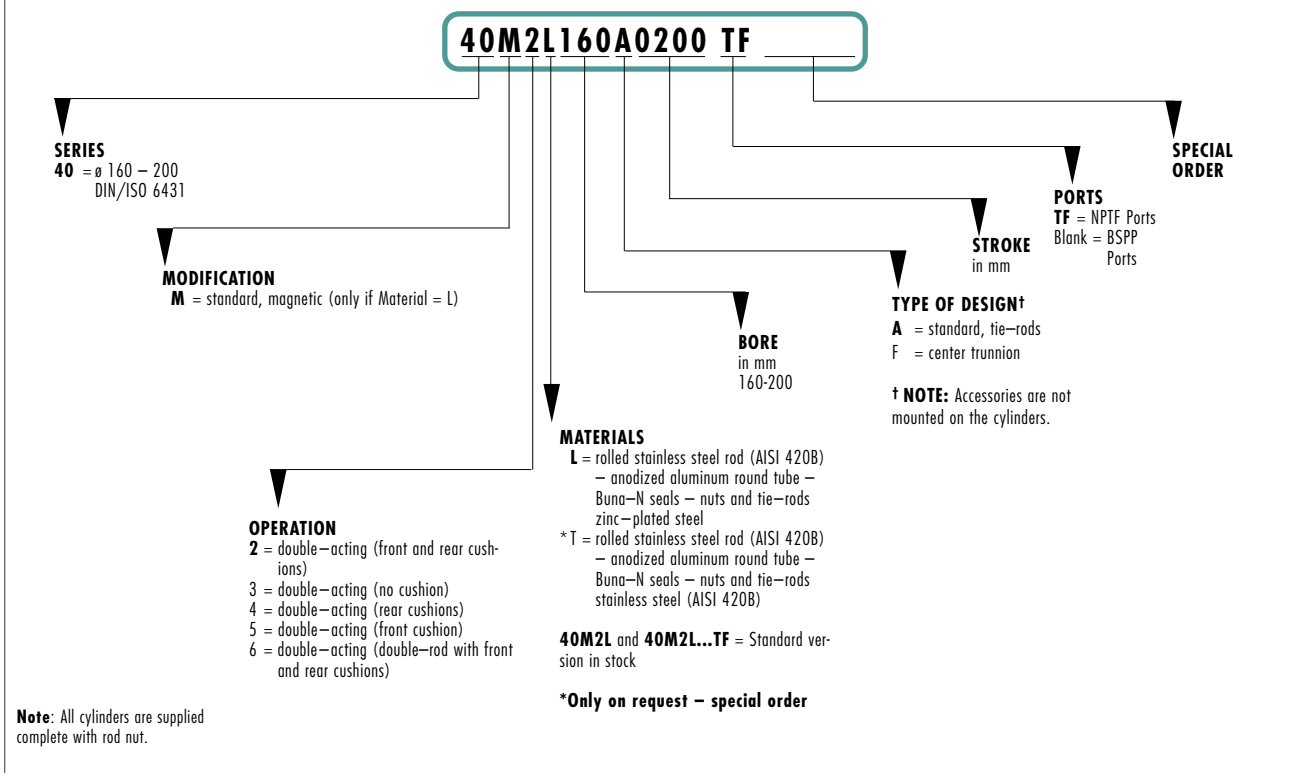 40M2L160A0200 TF
SERIES
40 = ø 160 – 200
DIN/ISO 6431
MODIFICATION
M = standard, magnetic (only if Material = L)
OPERATION
2 = double–acting (front and rear cush-
ions)
3 = double–acting (no cushion)
4 = double–acting (rear cushions)
5 = double–acting (front cushion)
6 = double–acting (double–rod with front
and rear cushions)
MATERIALS
L = rolled stainless steel rod (AISI 420B)
– anodized aluminum round tube –
Buna–N seals – nuts and tie–rods
zinc–plated steel
*T = rolled stainless steel rod (AISI 420B)
– anodized aluminum round tube –
Buna–N seals – nuts and tie–rods
stainless steel (AISI 420B)
40M2L and 40M2L...TF = Standard ver-
sion in stock
*Only on request – special order
BORE
in mm
160-200
TYPE OF DESIGN†
A = standard, tie–rods
F = center trunnion
† NOTE: Accessories are not
mounted on the cylinders.
STROKE
in mm
PORTS
TF = NPTF Ports
Blank = BSPP
Ports
SPECIAL
ORDER
Note: All cylinders are supplied
complete with rod nut.